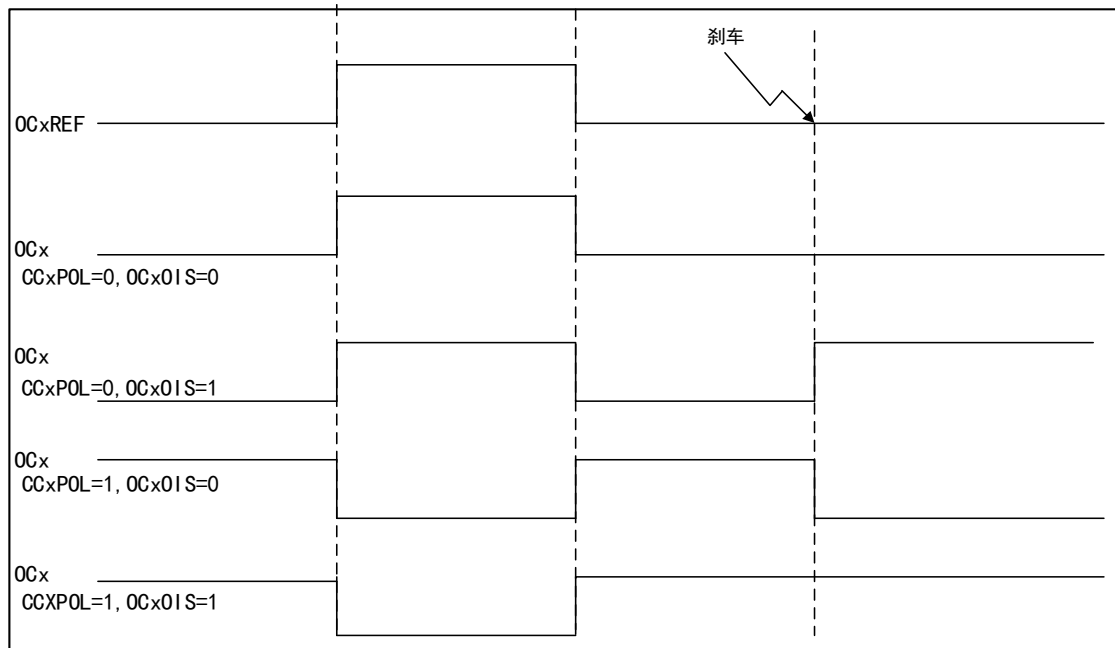 刹车
OCxREF
OCx
CCxPOL=0,OCxOIS=0
OCx
CCxPOL=0,OCxOIS=1
OCx
CCxPOL=1,OCxOIS=0
OCx
CCXPOL=1,OCxOIS=1